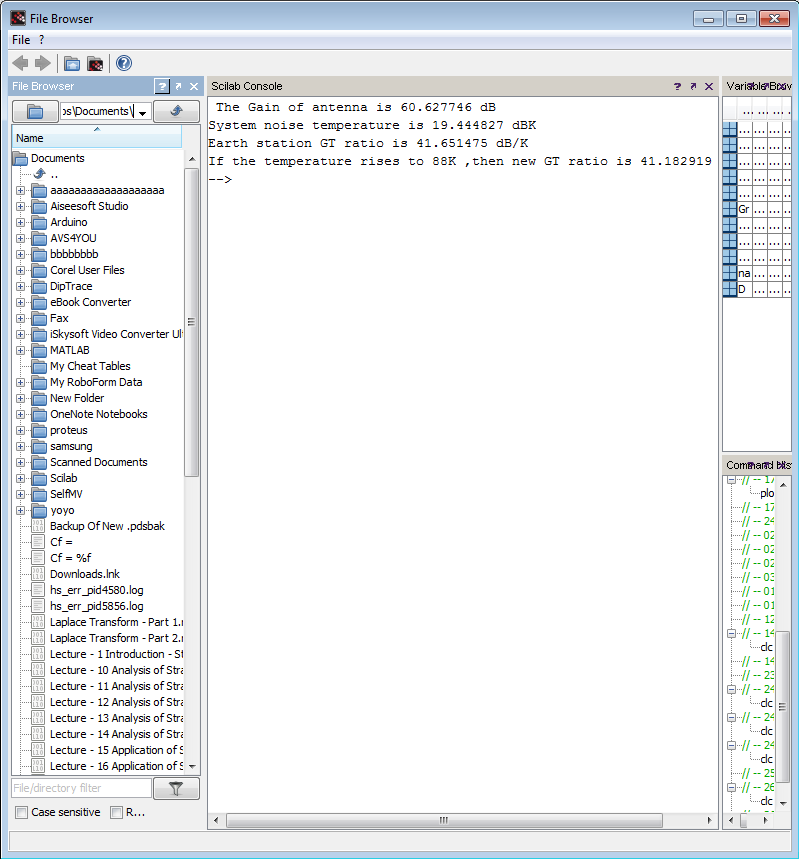 File Browser
File ?
File Browser
os\Documents\
Name
Documents
..
aaaaaaaaaaaaaaaaaaa
Aiseesoft Studio
Arduino
AVS4YOU
bbbbbbbb
Corel User Files
DipTrace
eBook Converter
Fax
iSkysoft Video Converter Ul
MATLAB
My Cheat Tables
My RoboForm Data
New Folder
OneNote Notebooks
proteus
samsung
Scanned Documents
Scilab
SelfMV
yoyo
Backup Of New .pdsbak
Cf =
Cf = %f
Downloads.lnk
hs_err_pid4580.log
hs_err_pid5856.log
Laplace Transform - Part 1.r
Laplace Transform - Part 2.r
Lecture - 1 Introduction - St
Lecture - 10 Analysis of Stra
Lecture - 11 Analysis of Stra
Lecture - 12 Analysis of Stra
Lecture - 13 Analysis of Stra
Lecture - 14 Analysis of Stra
Lecture - 15 Application of S
Lecture - 16 Application of S
File/directory filter
Case sensitive R...
Scilab Console
The Gain of antenna is 60.627746 dB
System noise temperature is 19.444827 dBK
Earth station GT ratio is 41.651475 dB/K
If the temperature rises to 88K ,then new GT ratio is 41.182919
-->
... ... ...
... ... ... ...
... ... ... ...
... ... ... ...
... ... ... ...
... ... ... ...
Gr ... ... ...
... ... ... ...
... ... ... ...
... ... ... ...
na ... ... ...
D ... ... ...
// -- 17
plo
// -- 17
// -- 24
// -- 02
// -- 02
// -- 02
// -- 03
// -- 01
// -- 01
// -- 12
// -- 14
clc
// -- 14
// -- 23
// -- 24
clc
// -- 24
clc
// -- 24
clc
// -- 25
// -- 26
clc